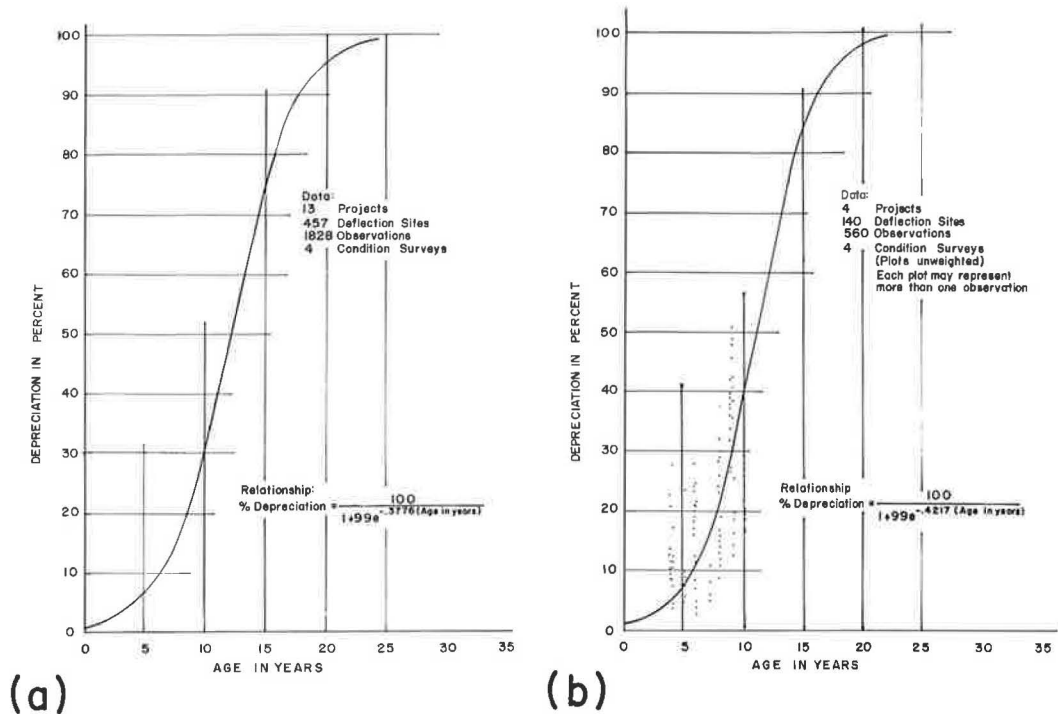 100
90
80
70
60
50
40
30
20
10
0
DEPRECIATION IN PERCENT
Data:
13 Projects
457 Deflection Sites
1828 Observations
4 Condition Surveys
Relationship:
% Depreciation = 100
1+99e -.3776 (Age in years)
0 5 10 15 20 25 30 35
AGE IN YEARS
(a)
100
90
80
70
60
50
40
30
20
10
0
DEPRECIATION IN PERCENT
Data:
4 Projects
140 Deflection Sites
560 Observations
4 Condition Surveys
(Plots unweighted)
Each plot may represent
more than one observation
Relationship
% Depreciation = 100
1+99e -.4217 (Age in years)
0 5 10 15 20 25 30 35
AGE IN YEARS
(b)